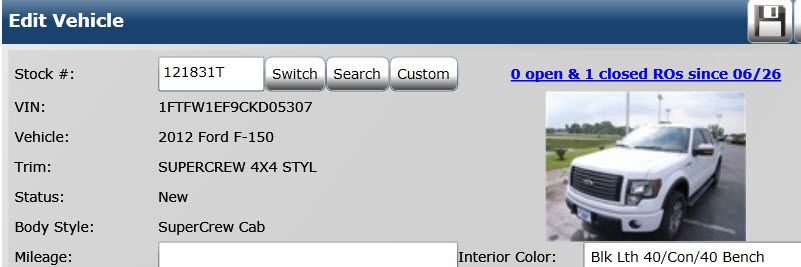 Edit Vehicle
Stock #: 121831T Switch Search Custom 0 open & 1 closed ROs since 06/26
VIN: 1FTFW1EF9CKD05307
Vehicle: 2012 Ford F-150
Trim: SUPERCREW 4X4 STYL
Status: New
Body Style: SuperCrew Cab
Mileage: Interior Color: Blk Lth 40/Con/40 Bench